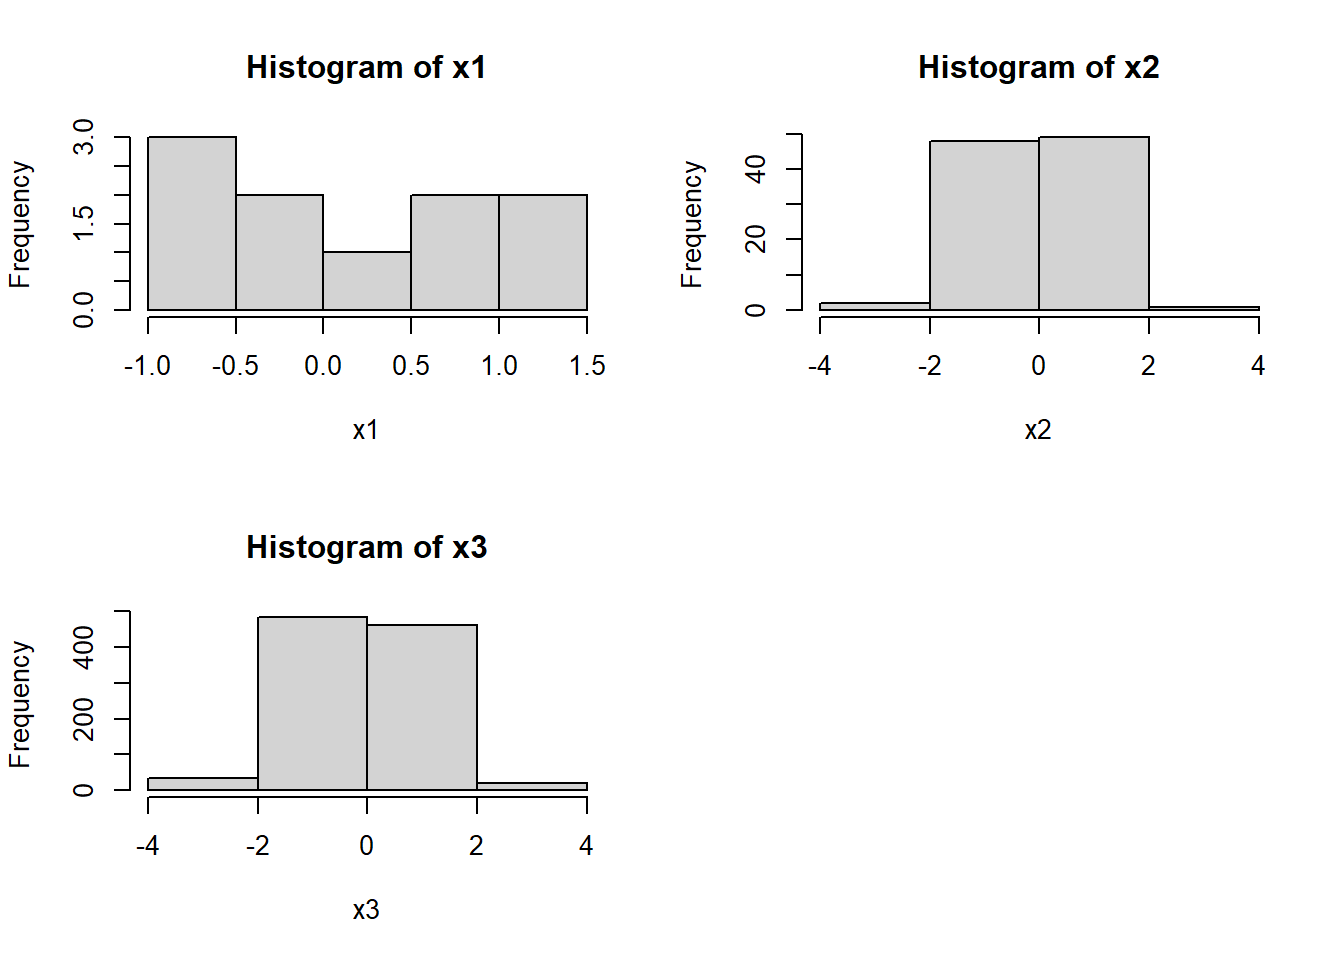 Histogram of x1
Frequency
0.0 1.5 3.0
-1.0 -0.5 0.0 0.5 1.0 1.5
x1
Histogram of x2
Frequency
0 20 40
-4 -2 0 2 4
x2
Histogram of x3
Frequency
0 200 400
-4 -2 0 2 4
x3